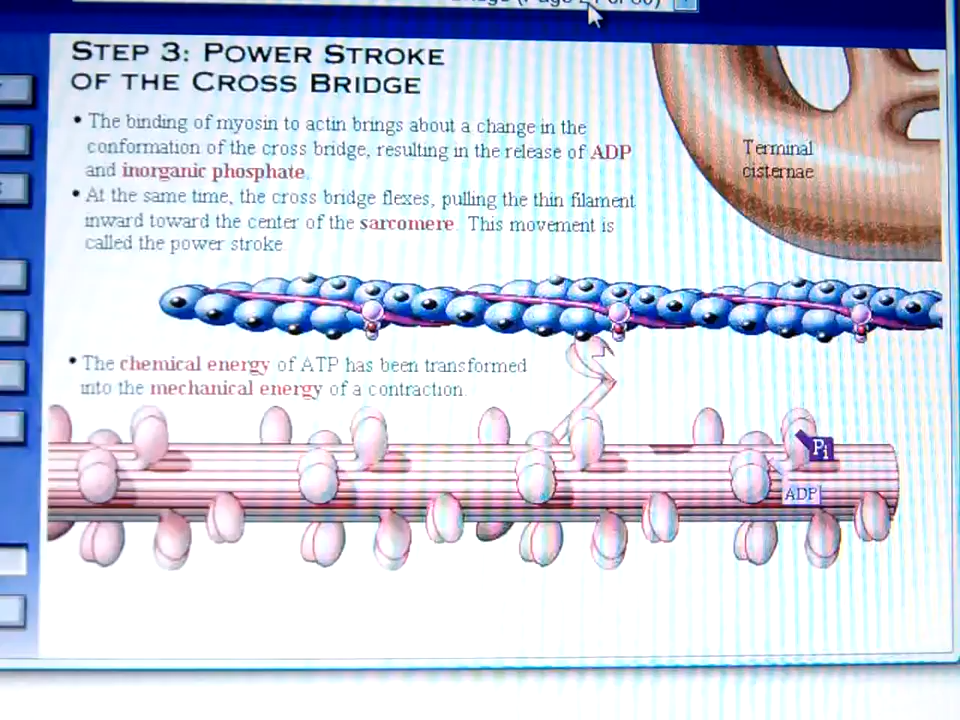 STEP 3: POWER STROKE
OF THE CROSS BRIDGE
• The binding of myosin to actin brings about a change in the
conformation of the cross bridge, resulting in the release of ADP
and inorganic phosphate.
• At the same time, the cross bridge flexes, pulling the thin filament
inward toward the center of the sarcomere. This movement is
called the power stroke
Terminal
cisternae
• The chemical energy of ATP has been transformed
into the mechanical energy of a contraction.
Pi
ADP